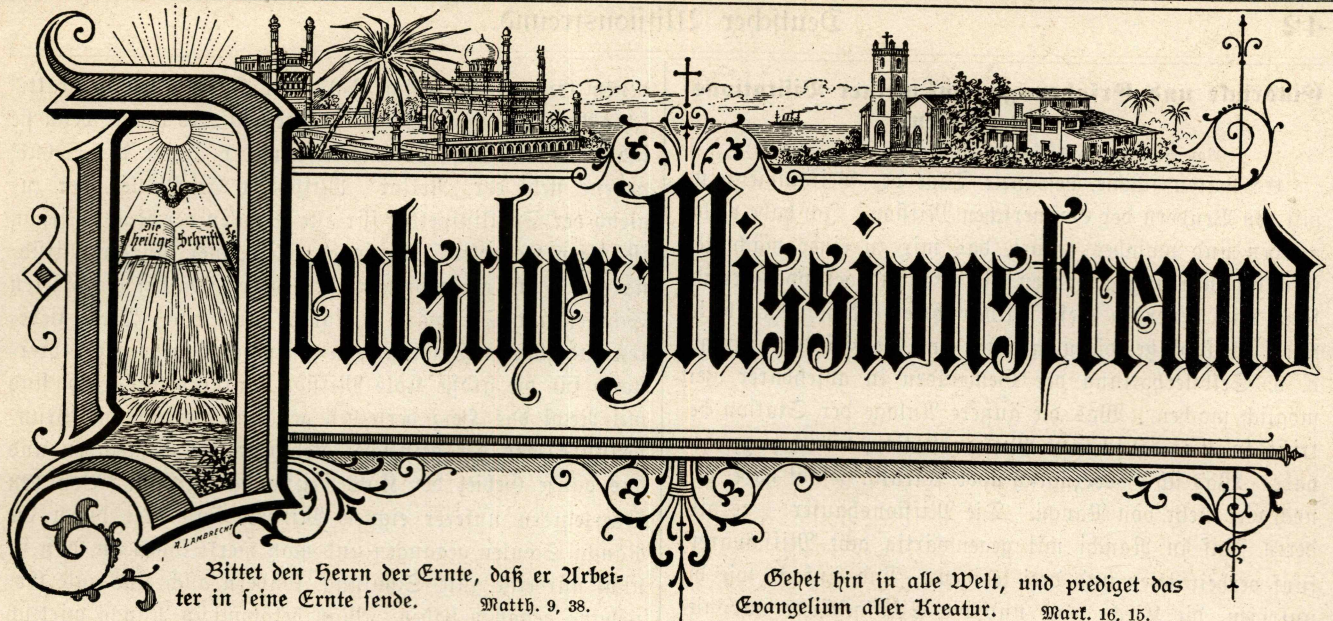 Die
heilige Schrift
Deutscher Missionsfreund
A. LAMBRECHT
Bittet den Herrn der Ernte, daß er Arbei=
ter in seine Ernte sende. Matth. 9, 38.
Gehet hin in alle Welt, und prediget das
Evangelium aller Kreatur. Mark. 16, 15.